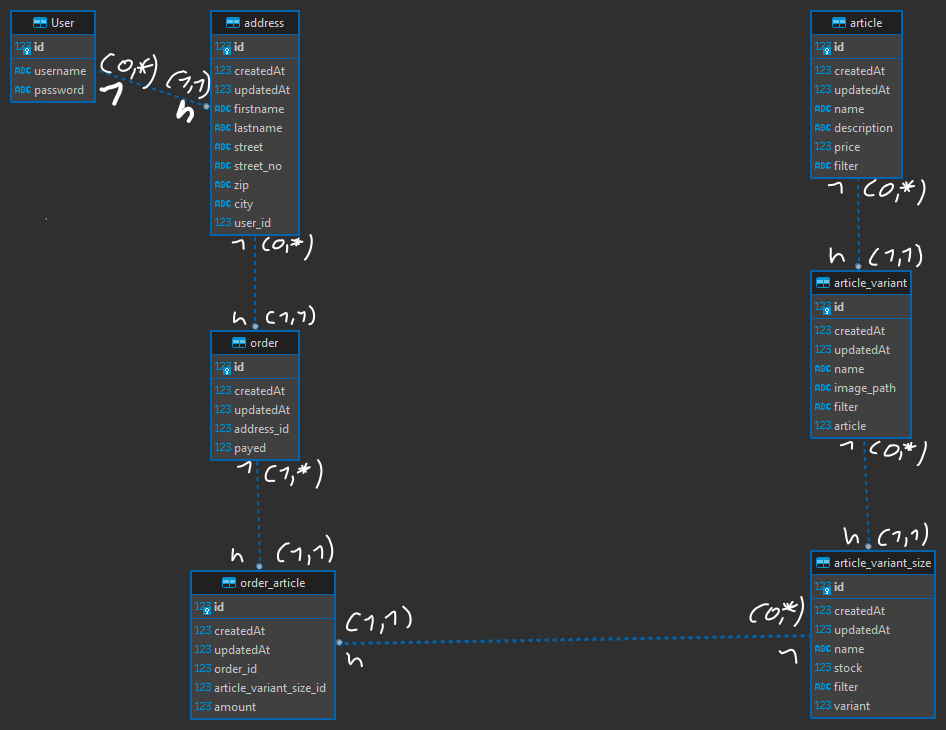 User
123 id
ABC username
ABC password
(0,*)
1
(1,1)
n
address
123 id
123 createdAt
123 updatedAt
ABC firstname
ABC lastname
ABC street
ABC street_no
ABC zip
ABC city
123 user_id
1 (0,*)
n (1,1)
order
123 id
123 createdAt
123 updatedAt
123 address_id
123 payed
1 (1,*)
n (1,1)
order_article
123 id
123 createdAt
123 updatedAt
123 order_id
123 article_variant_size_id
123 amount
(1,1)
n
(0,*)
1
article
123 id
123 createdAt
123 updatedAt
ABC name
ABC description
123 price
ABC filter
1 (0,*)
n (1,1)
article_variant
123 id
123 createdAt
123 updatedAt
ABC name
ABC image_path
ABC filter
123 article
1 (0,*)
n (1,1)
article_variant_size
123 id
123 createdAt
123 updatedAt
ABC name
123 stock
ABC filter
123 variant